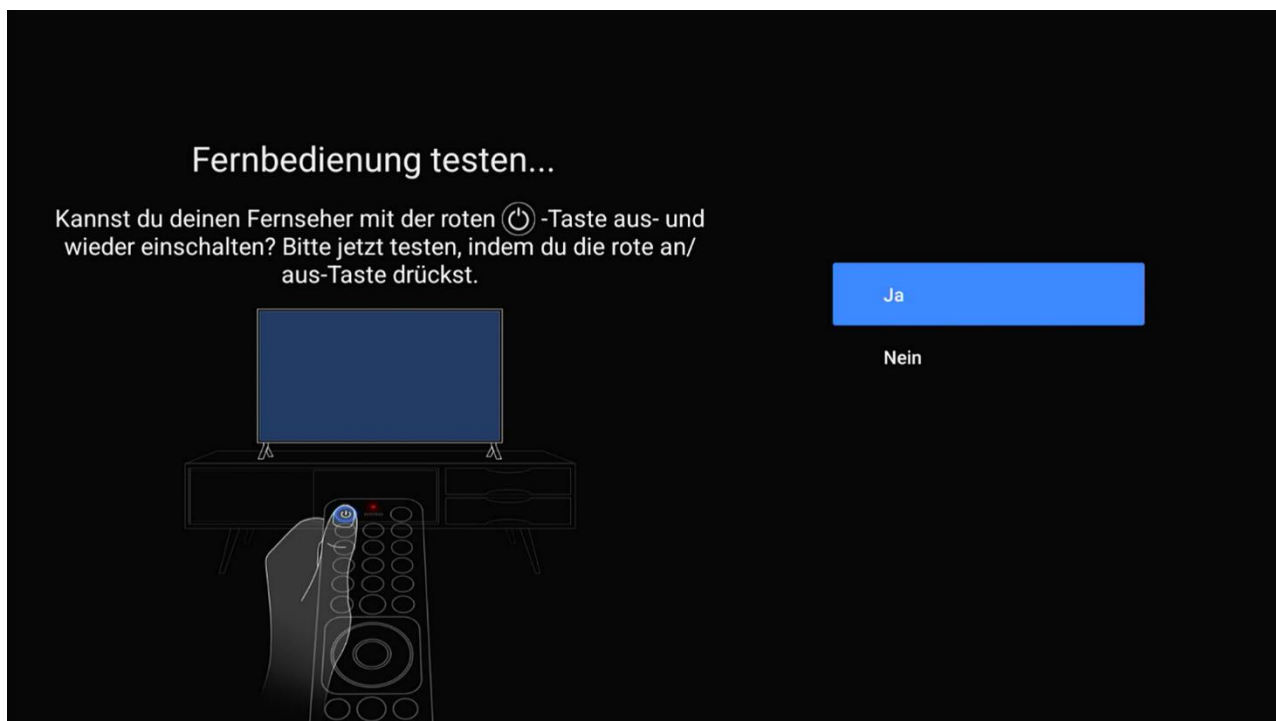 Fernbedienung testen...
Kannst du deinen Fernseher mit der roten -Taste aus- und
wieder einschalten? Bitte jetzt testen, indem du die rote an/
aus-Taste drückst.
Ja
Nein